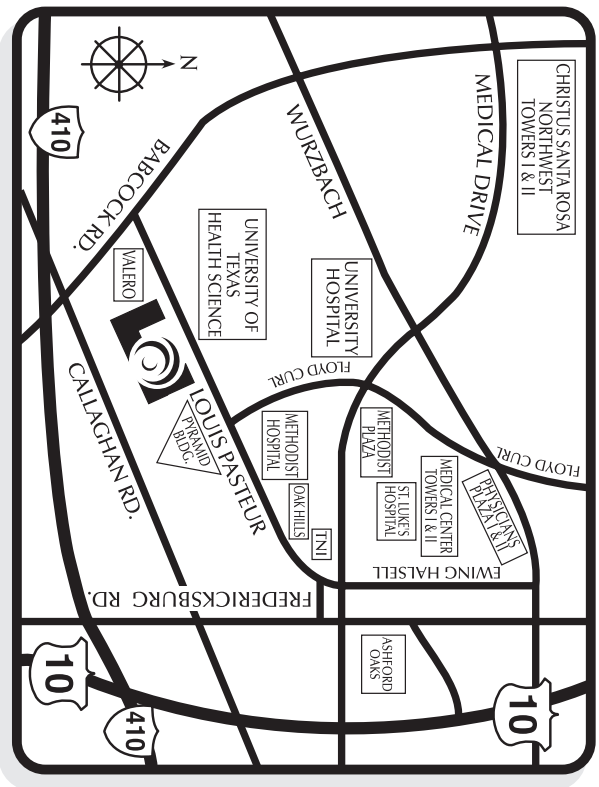 N
CHRISTUS SANTA ROSA
NORTHWEST
TOWERS I & II
MEDICAL DRIVE
WURZBACH
410
BABCOCK RD.
UNIVERSITY OF
TEXAS
HEALTH SCIENCE
UNIVERSITY
HOSPITAL
VALERO
FLOYD CURL
FLOYD CURL
CALLAGHAN RD.
LOUIS PASTEUR
PYRAMID
BLDG.
METHODIST
HOSPITAL
METHODIST
PLAZA
OAK HILLS
TNI
ST. LUKE'S
HOSPITAL
MEDICAL CENTER
TOWERS I & II
PHYSICIANS
PLAZA I & II
EWING HALSELL
FREDERICKSBURG RD.
ASHFORD
OAKS
10
10
410